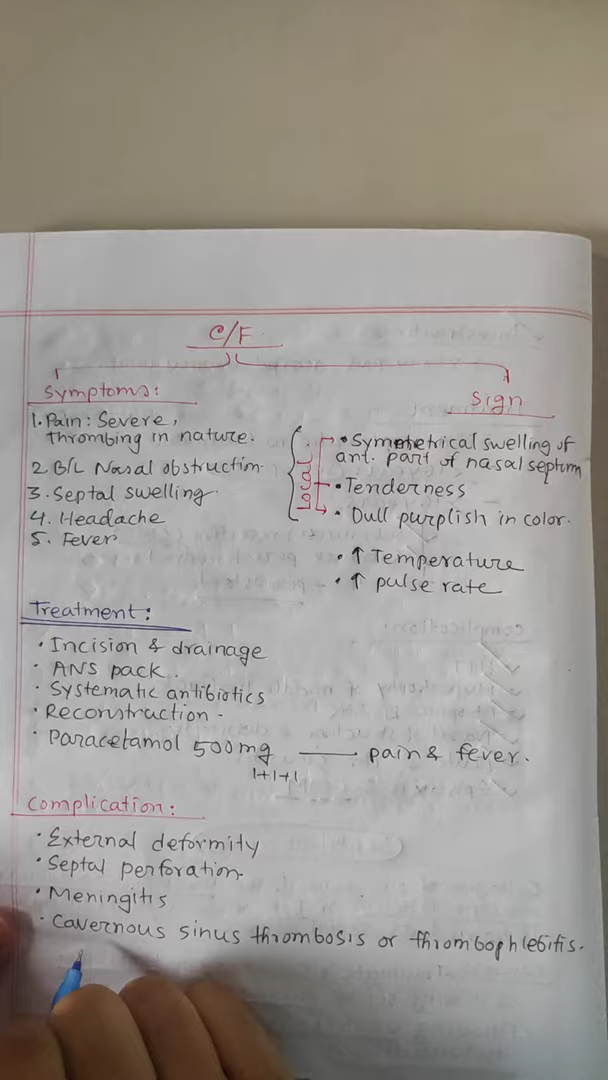 C/F
Symptoms:
1. Pain: Severe,
thrombing in nature.
2. B/L Nasal obstruction.
3. Septal swelling.
4. Headache
5. Fever
Sign
Local
• Symmetrical swelling of
ant. part of nasal septum
• Tenderness
• Dull purplish in color.
• ↑ Temperature
• ↑ pulse rate
Treatment:
• Incision & drainage
• ANS pack.
• Systematic antibiotics
• Reconstruction -
• Paracetamol 500mg —— pain & fever.
1+1+1
Complication:
• External deformity
• Septal perforation
• Meningitis
• Cavernous sinus thrombosis or thrombophlebitis.